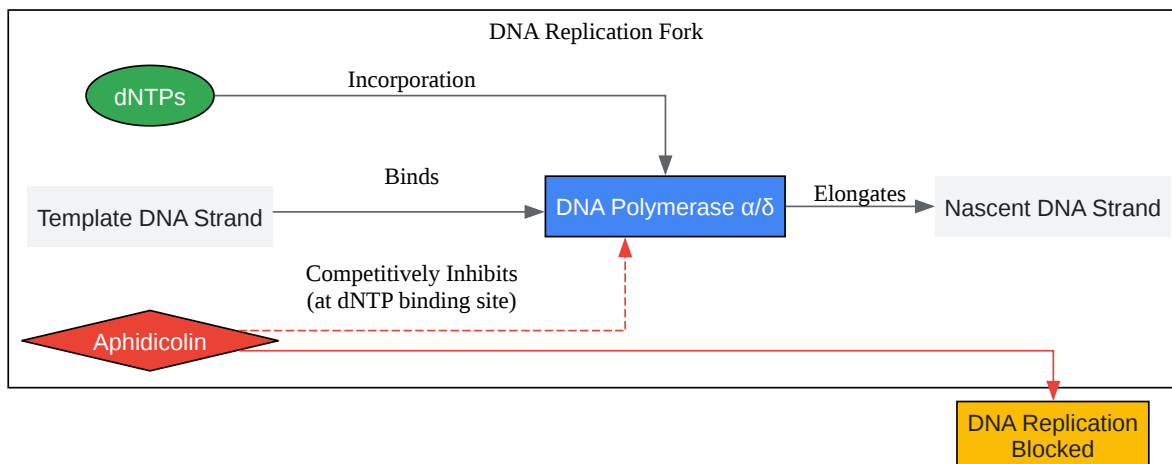 DNA Replication Fork
dNTPs
Incorporation
Template DNA Strand
Binds
DNA Polymerase α/δ
Elongates
Nascent DNA Strand
Competitively Inhibits
(at dNTP binding site)
Aphidicolin
DNA Replication
Blocked